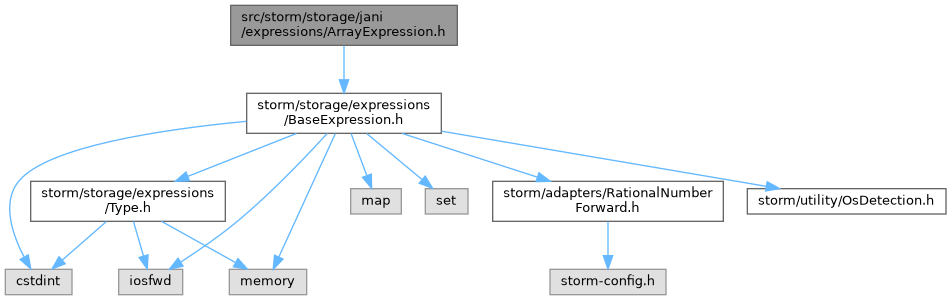 src/storm/storage/jani
/expressions/ArrayExpression.h
storm/storage/expressions
/BaseExpression.h
storm/storage/expressions
/Type.h
map
set
storm/adapters/RationalNumber
Forward.h
storm/utility/OsDetection.h
cstdint
iosfwd
memory
storm-config.h